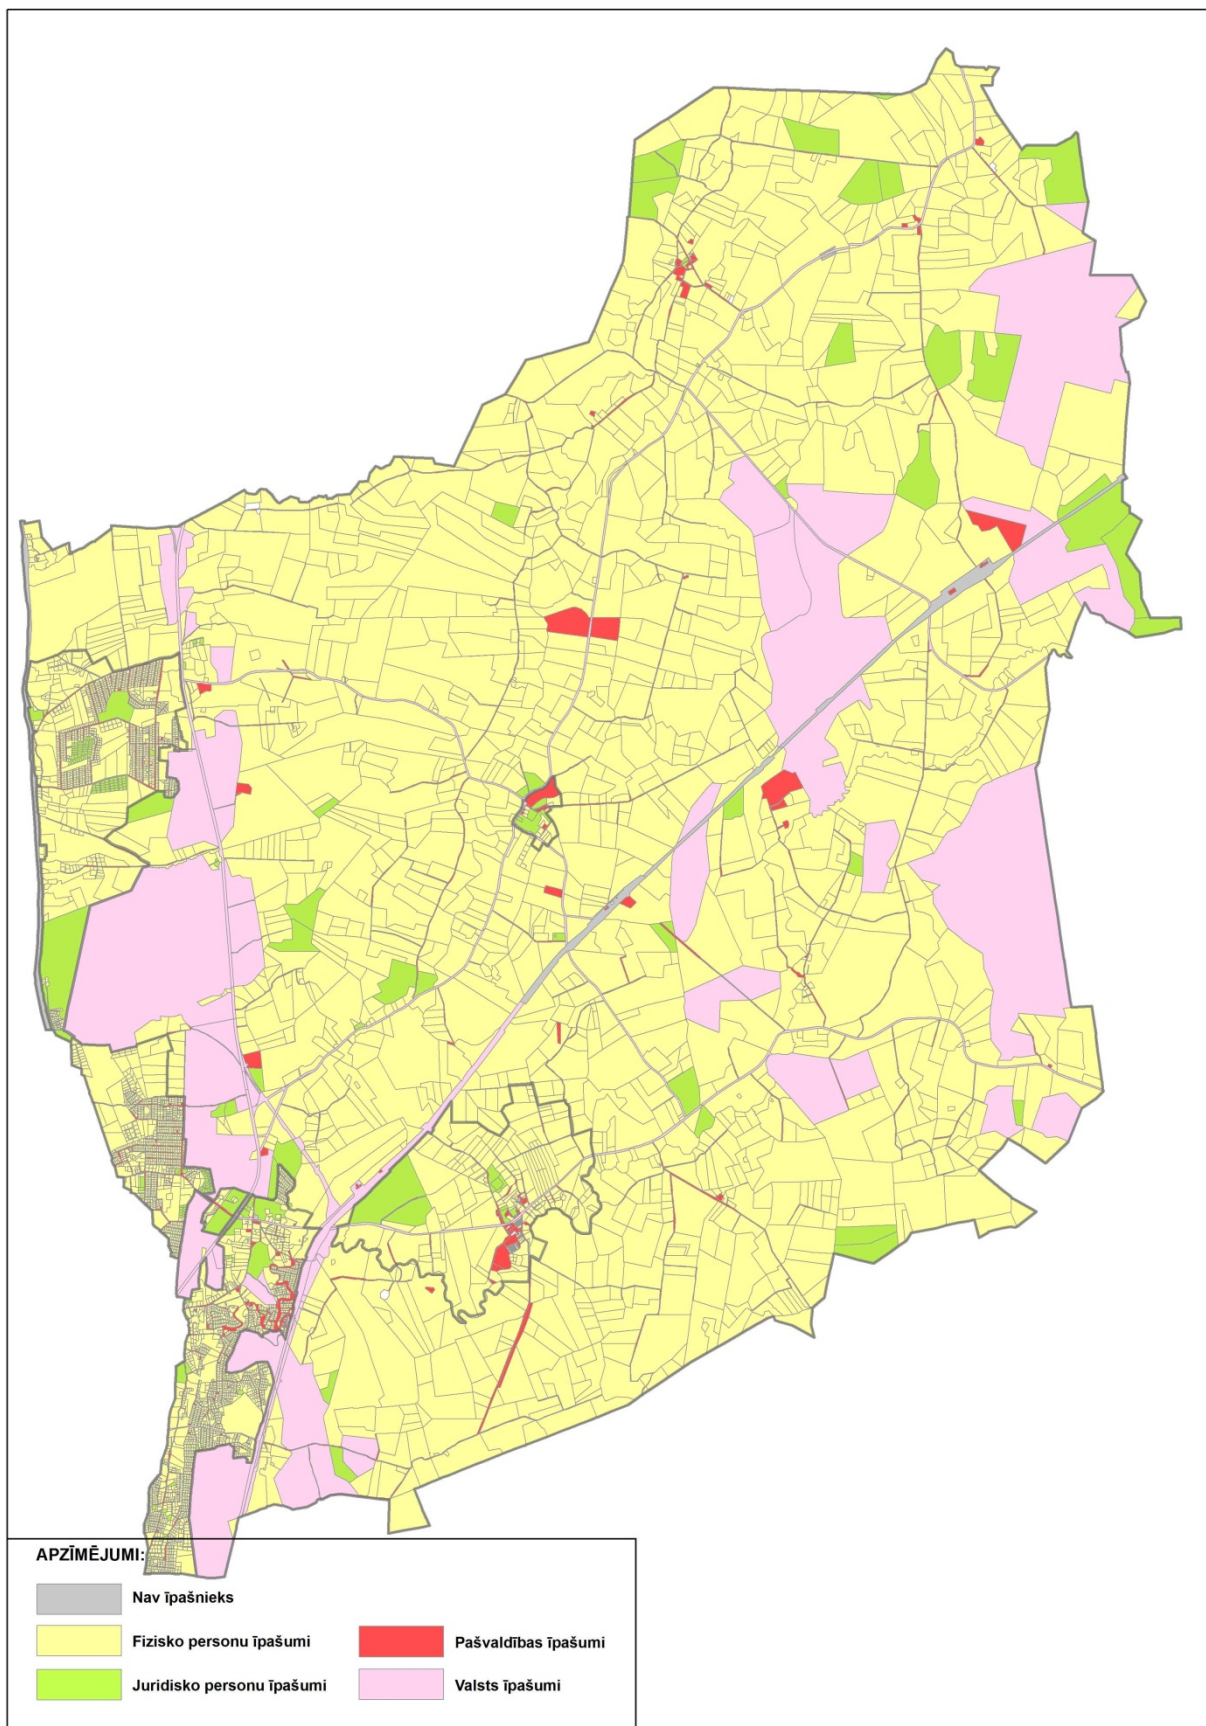 APZĪMĒJUMI:
Nav īpašnieks
Fizisko personu īpašumi
Pašvaldības īpašumi
Juridisko personu īpašumi
Valsts īpašumi